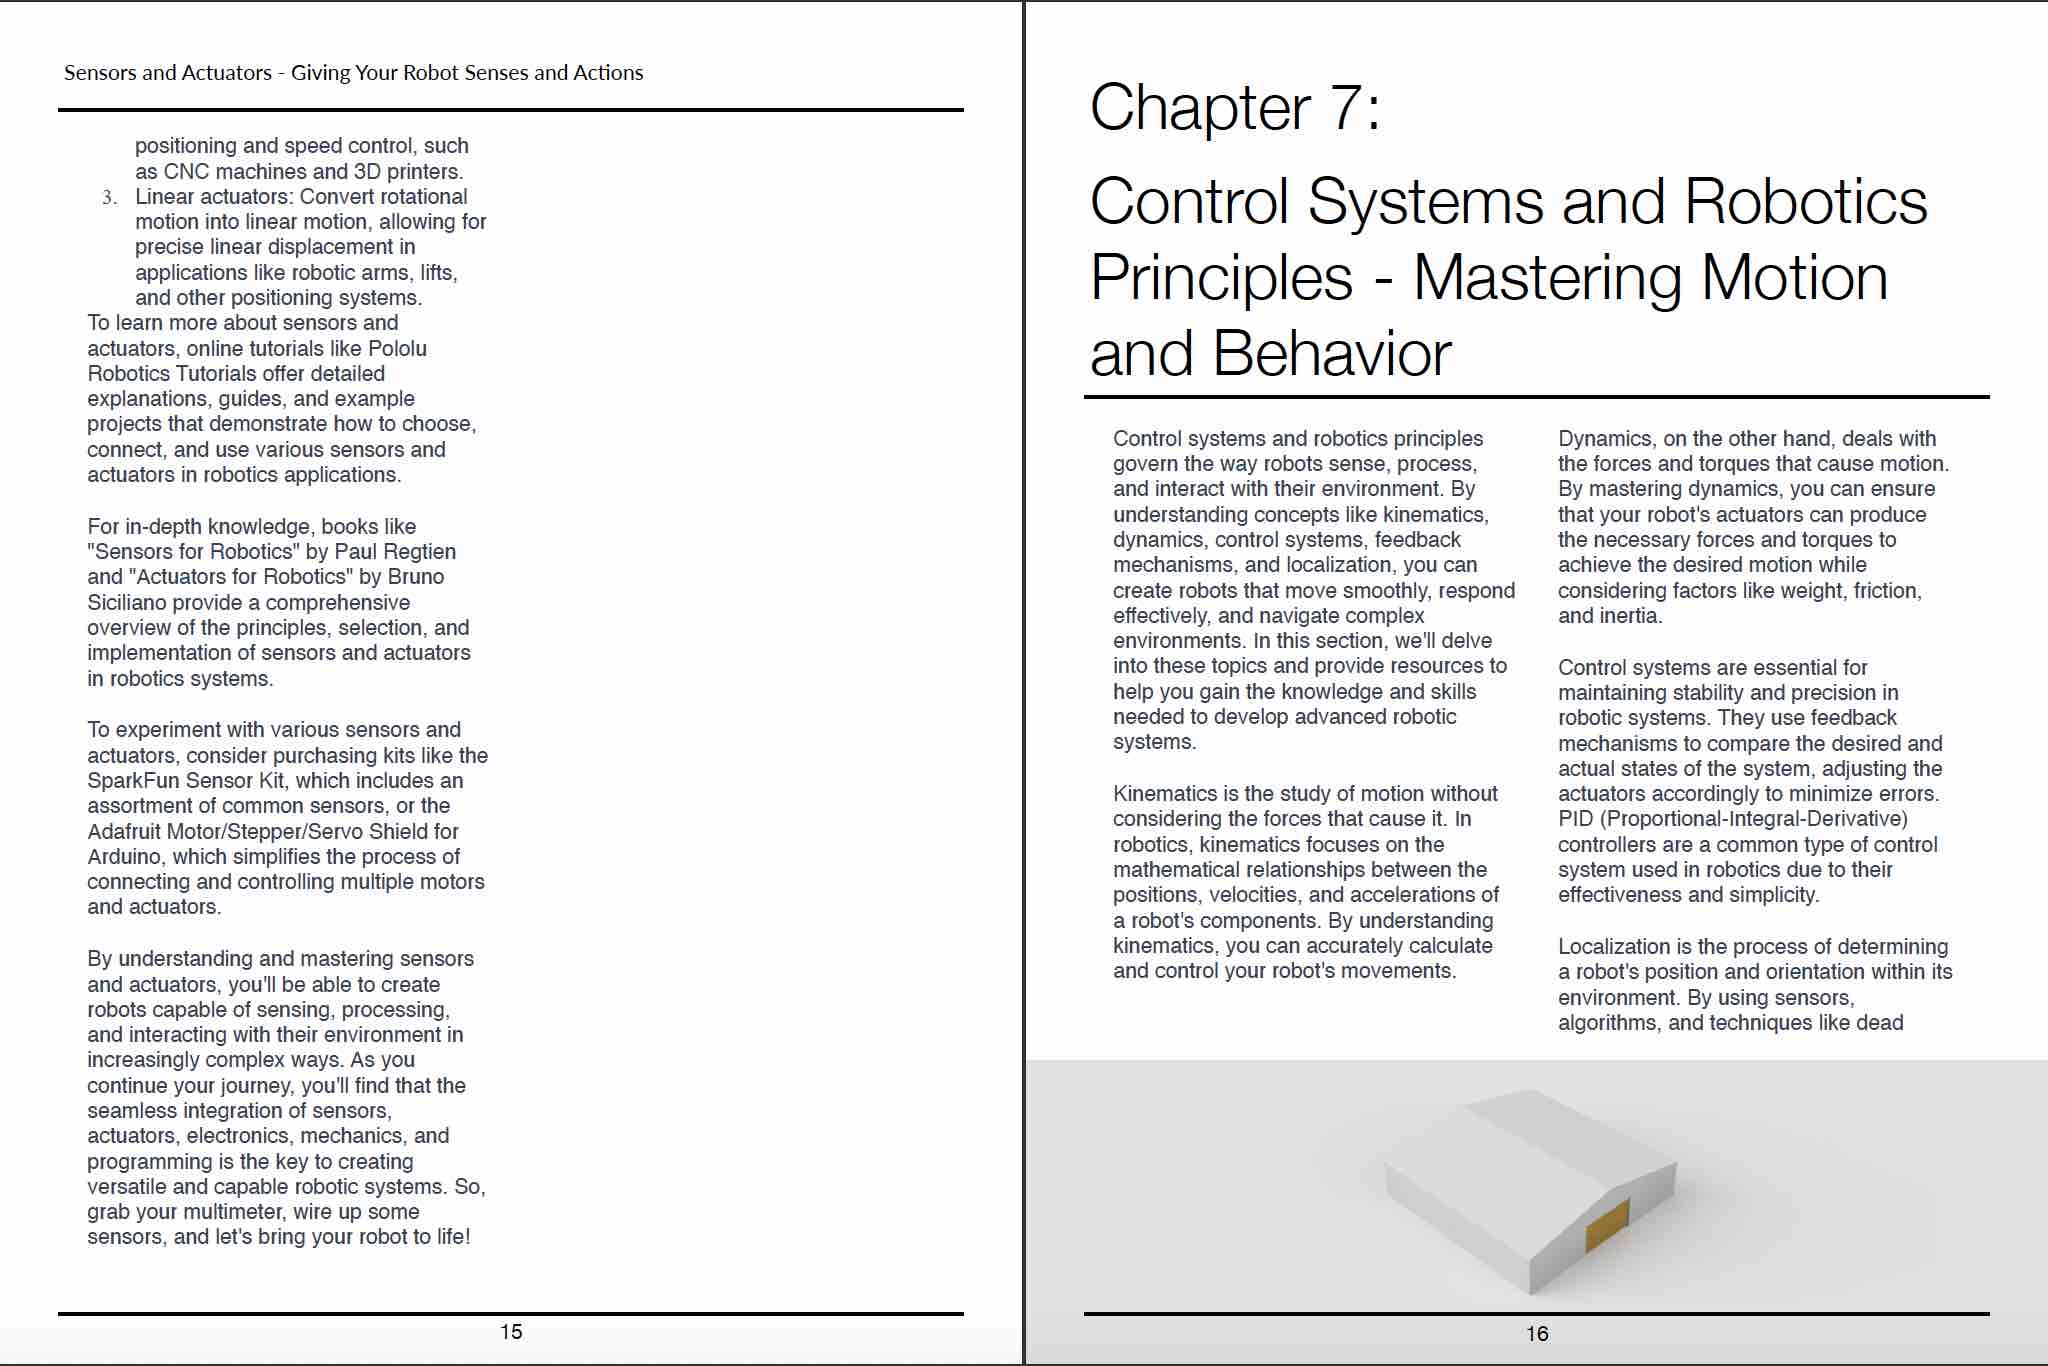 Sensors and Actuators - Giving Your Robot Senses and Actions
positioning and speed control, such
as CNC machines and 3D printers.
3. Linear actuators: Convert rotational
motion into linear motion, allowing for
precise linear displacement in
applications like robotic arms, lifts,
and other positioning systems.
To learn more about sensors and
actuators, online tutorials like Pololu
Robotics Tutorials offer detailed
explanations, guides, and example
projects that demonstrate how to choose,
connect, and use various sensors and
actuators in robotics applications.
For in-depth knowledge, books like
"Sensors for Robotics" by Paul Regtien
and "Actuators for Robotics" by Bruno
Siciliano provide a comprehensive
overview of the principles, selection, and
implementation of sensors and actuators
in robotics systems.
To experiment with various sensors and
actuators, consider purchasing kits like the
SparkFun Sensor Kit, which includes an
assortment of common sensors, or the
Adafruit Motor/Stepper/Servo Shield for
Arduino, which simplifies the process of
connecting and controlling multiple motors
and actuators.
By understanding and mastering sensors
and actuators, you'll be able to create
robots capable of sensing, processing,
and interacting with their environment in
increasingly complex ways. As you
continue your journey, you'll find that the
seamless integration of sensors,
actuators, electronics, mechanics, and
programming is the key to creating
versatile and capable robotic systems. So,
grab your multimeter, wire up some
sensors, and let's bring your robot to life!
15
Chapter 7:
Control Systems and Robotics
Principles - Mastering Motion
and Behavior
Control systems and robotics principles
govern the way robots sense, process,
and interact with their environment. By
understanding concepts like kinematics,
dynamics, control systems, feedback
mechanisms, and localization, you can
create robots that move smoothly, respond
effectively, and navigate complex
environments. In this section, we'll delve
into these topics and provide resources to
help you gain the knowledge and skills
needed to develop advanced robotic
systems.
Kinematics is the study of motion without
considering the forces that cause it. In
robotics, kinematics focuses on the
mathematical relationships between the
positions, velocities, and accelerations of
a robot's components. By understanding
kinematics, you can accurately calculate
and control your robot's movements.
Dynamics, on the other hand, deals with
the forces and torques that cause motion.
By mastering dynamics, you can ensure
that your robot's actuators can produce
the necessary forces and torques to
achieve the desired motion while
considering factors like weight, friction,
and inertia.
Control systems are essential for
maintaining stability and precision in
robotic systems. They use feedback
mechanisms to compare the desired and
actual states of the system, adjusting the
actuators accordingly to minimize errors.
PID (Proportional-Integral-Derivative)
controllers are a common type of control
system used in robotics due to their
effectiveness and simplicity.
Localization is the process of determining
a robot's position and orientation within its
environment. By using sensors,
algorithms, and techniques like dead
16